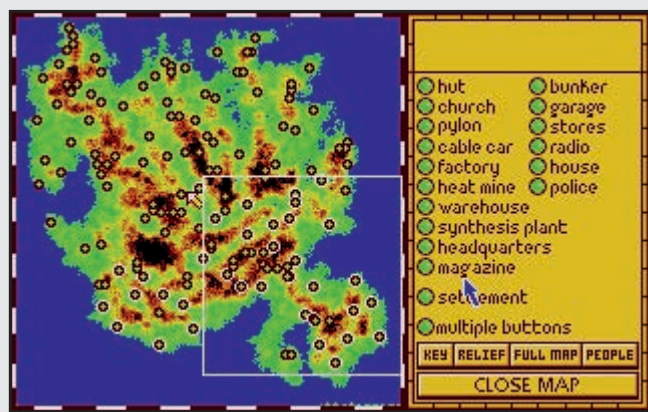 hut
bunker
church
garage
pylon
stores
cable car
radio
factory
house
heat mine
police
warehouse
synthesis plant
headquarters
magazine
settlement
multiple buttons
KEY RELIEF FULL MAP PEOPLE
CLOSE MAP